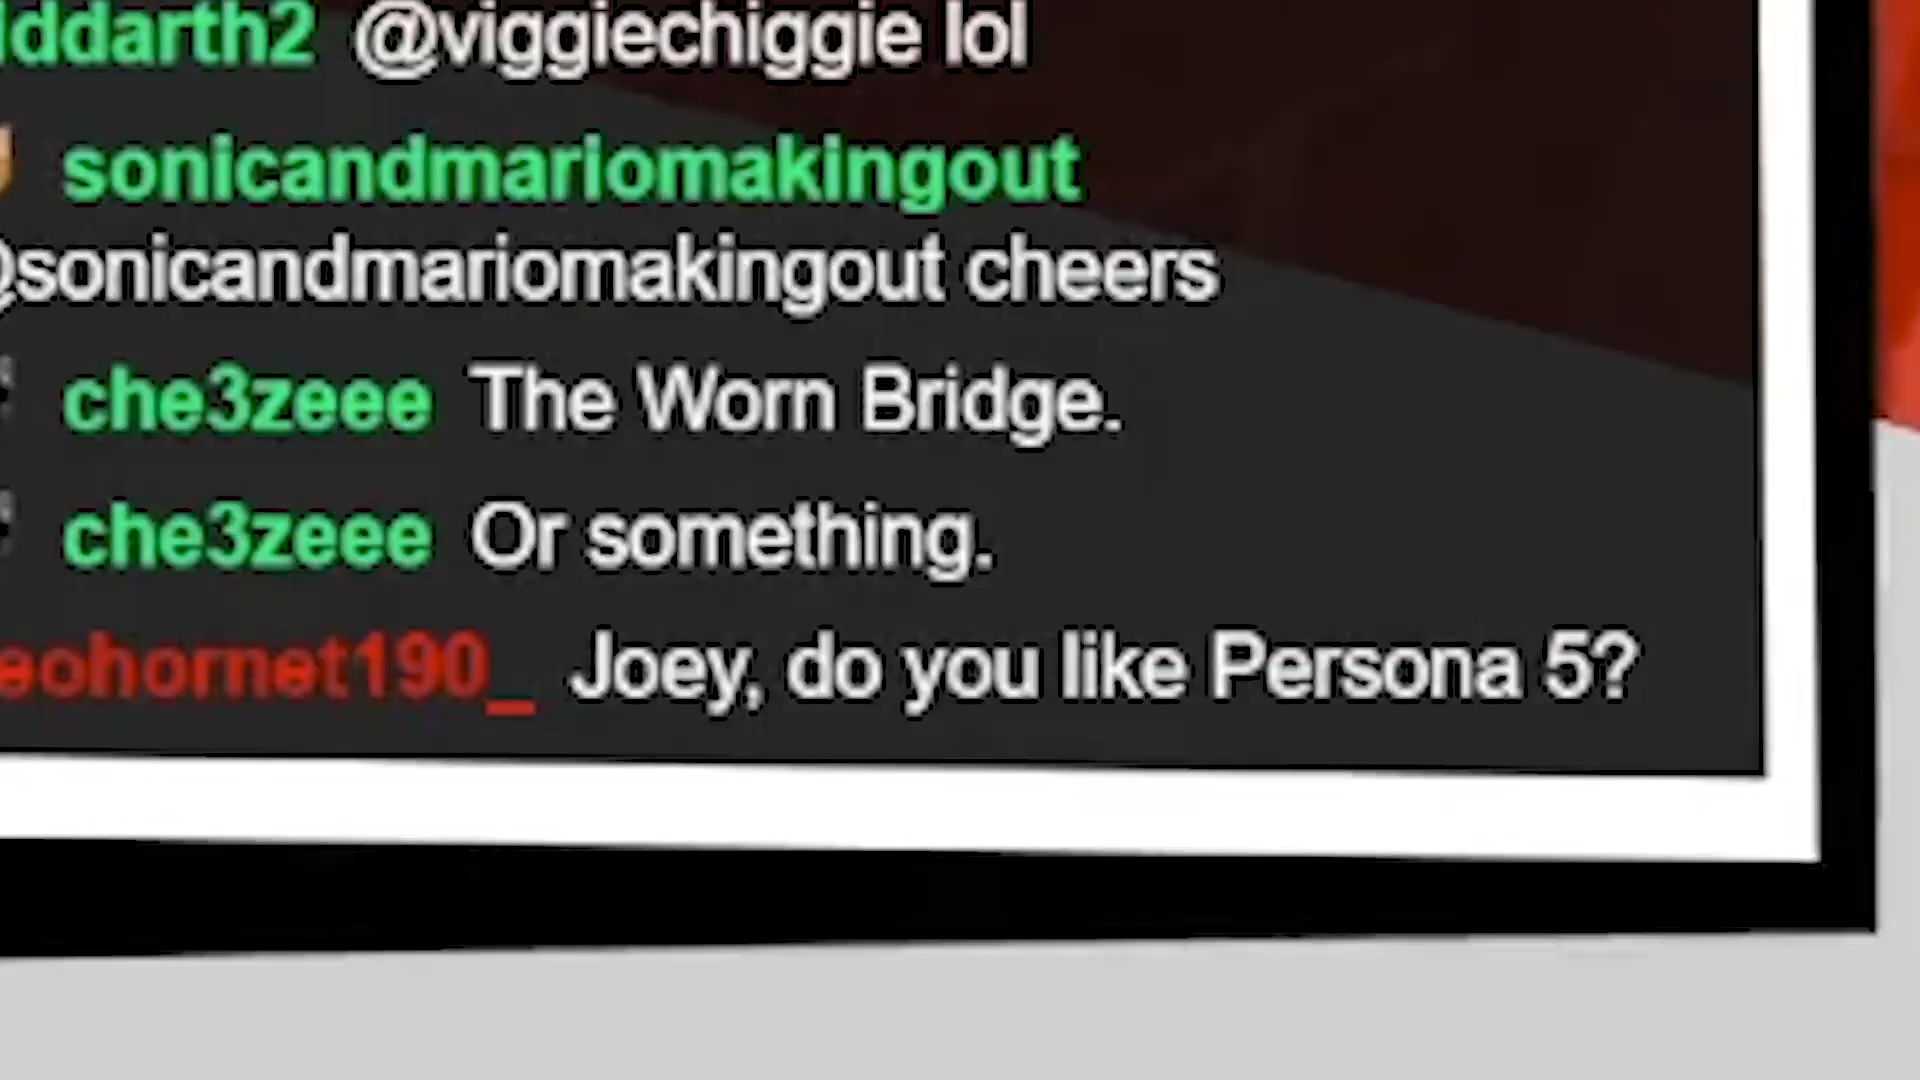 ddarth2 @viggiechiggie lol
sonicandmariomakingout
@sonicandmariomakingout cheers
che3zeee The Worn Bridge.
che3zeee Or something.
eohornet190_ Joey, do you like Persona 5?